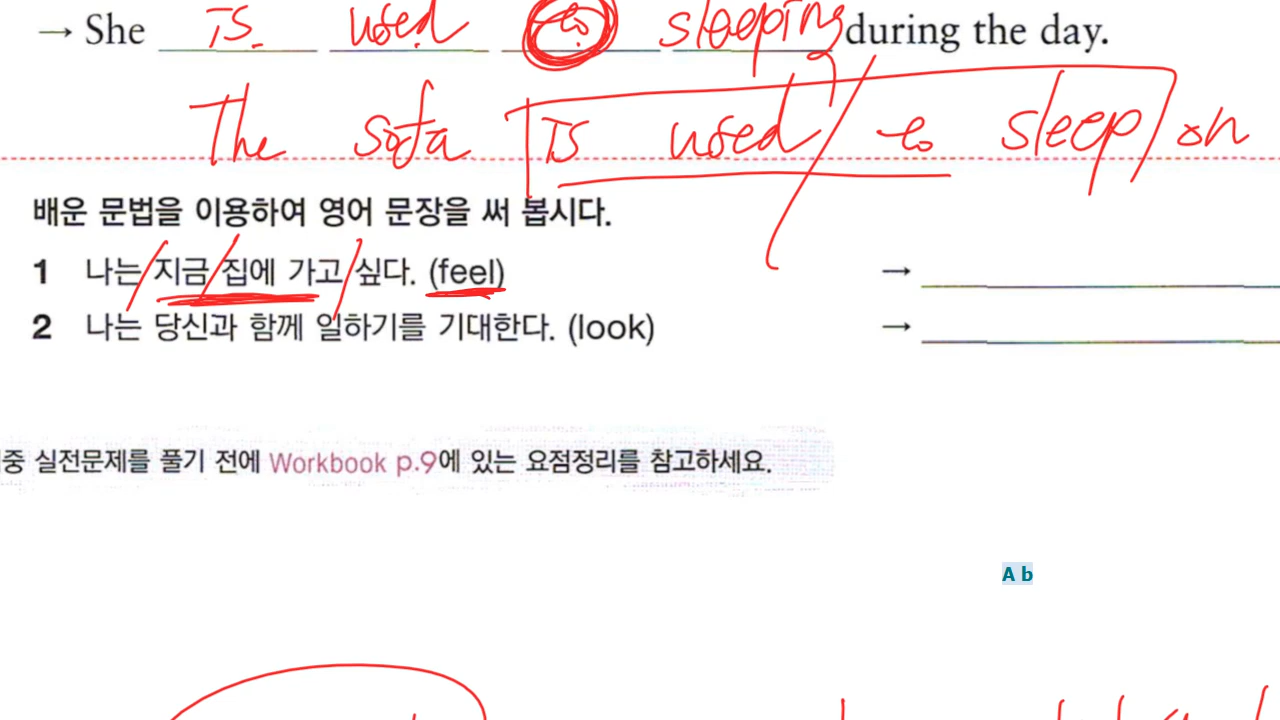 → She is used to sleeping during the day.
The sofa is used to sleep on
배운 문법을 이용하여 영어 문장을 써 봅시다.
1 나는 지금 집에 가고 싶다. (feel) →
2 나는 당신과 함께 일하기를 기대한다. (look) →
중 실전문제를 풀기 전에 Workbook p.9에 있는 요점정리를 참고하세요.
A b